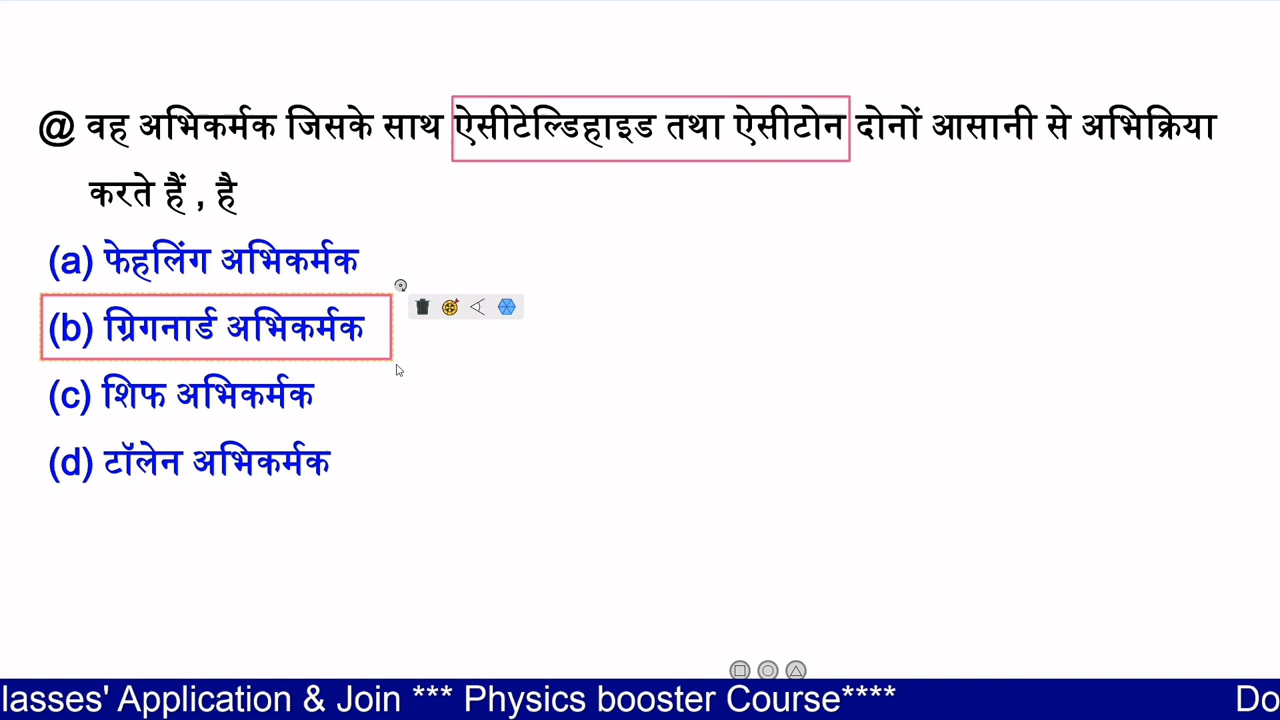 @ वह अभिकर्मक जिसके साथ ऐसीटेल्डिहाइड तथा ऐसीटोन दोनों आसानी से अभिक्रिया
करते हैं , है
(a) फेहलिंग अभिकर्मक
(b) ग्रिगनार्ड अभिकर्मक
(c) शिफ अभिकर्मक
(d) टॉलेन अभिकर्मक
lasses' Application & Join *** Physics booster Course**** Do